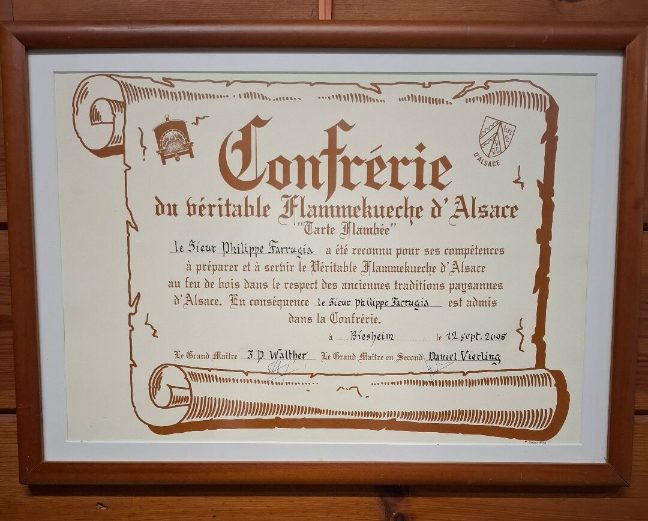 D'ALSACE
Confrérie
du véritable Flammekueche d'Alsace
"Tarte Flambée"
le Sieur Philippe Farrugia a été reconnu pour ses compétences
à préparer et à servir le Véritable Flammekueche d'Alsace
au feu de bois dans le respect des anciennes traditions paysannes
d'Alsace. En conséquence le Sieur Philippe Farrugia est admis
dans la Confrérie.
à Biesheim le 12 sept.
Le Grand Maître J.P. Walther Le Grand Maître en Second Daniel Vierling